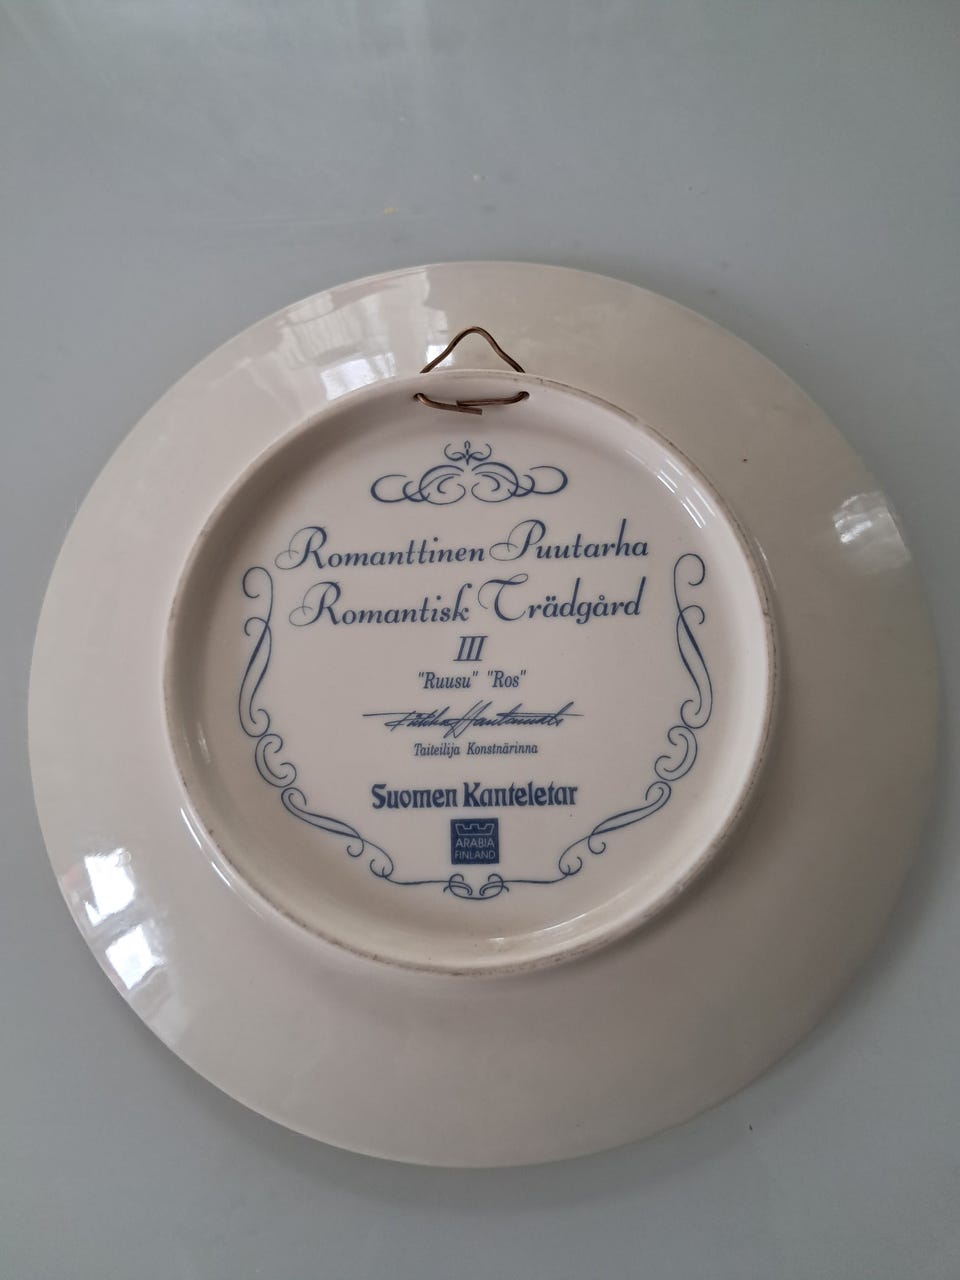 Romanttinen Puutarha
Romantisk Trädgård
III
"Ruusu" "Ros"
Taiteilija Konstnärinna
Suomen Kanteletar
ARABIA
FINLAND